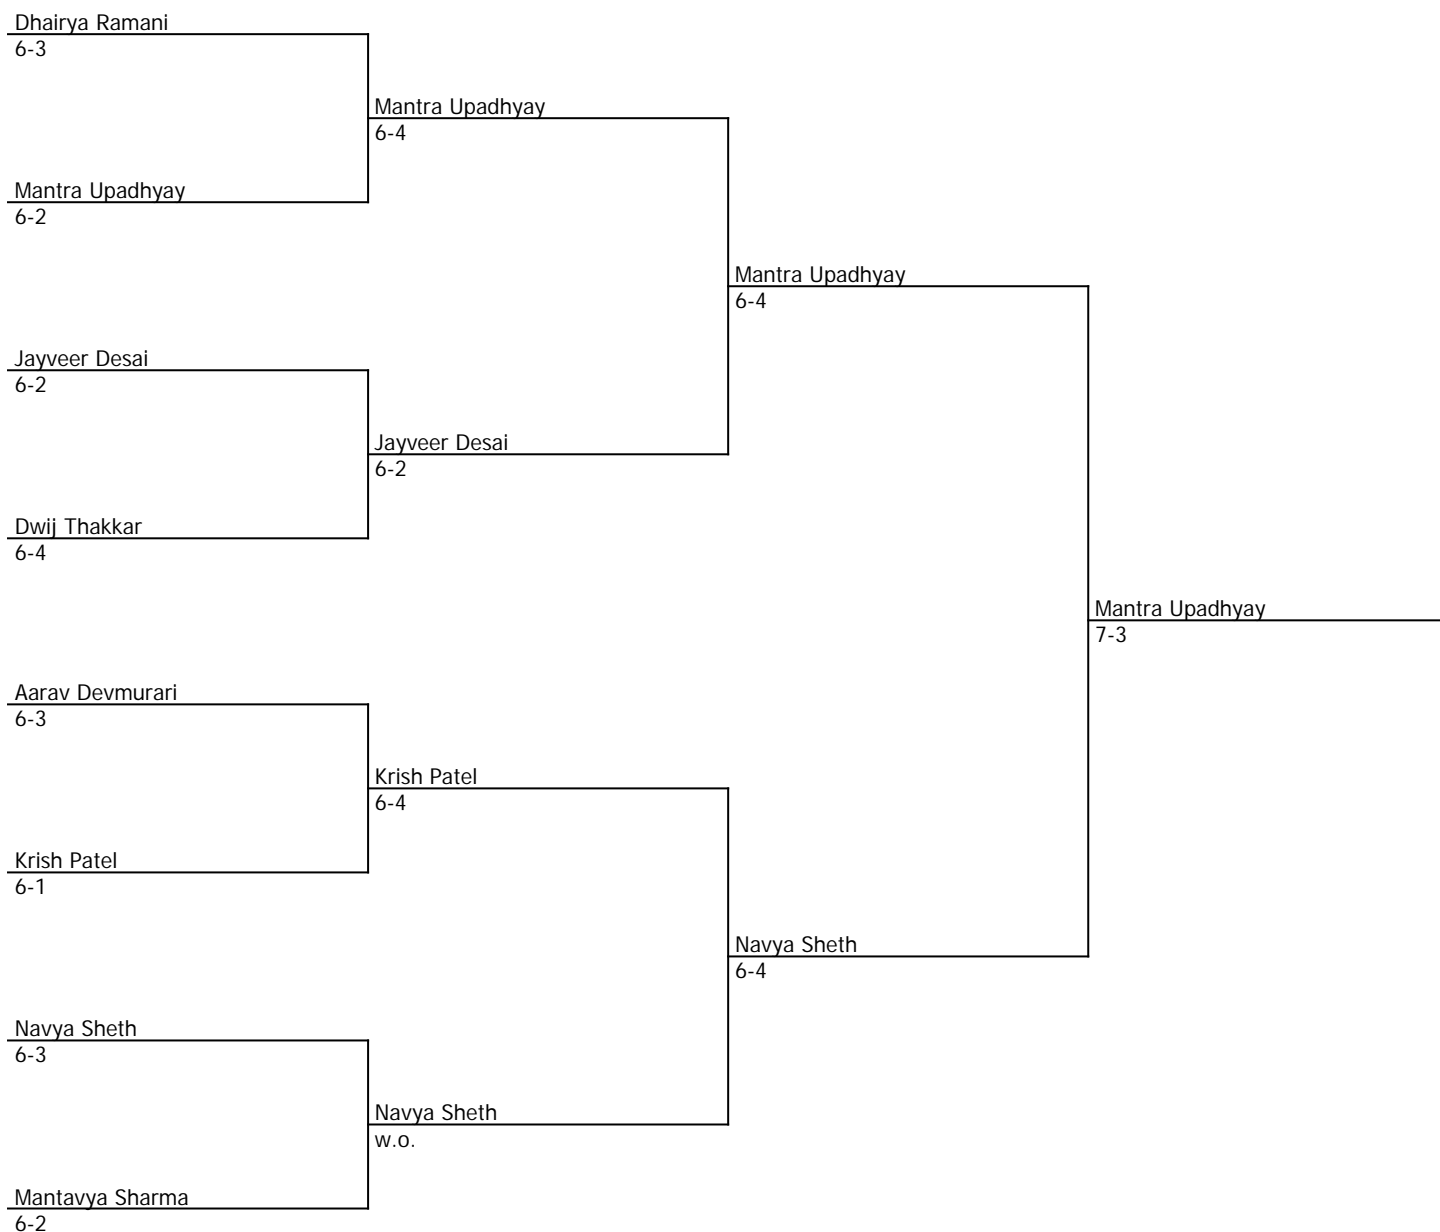 Dhairya Ramani
6-3
Mantra Upadhyay
6-4
Mantra Upadhyay
6-2
Mantra Upadhyay
6-4
Jayveer Desai
6-2
Jayveer Desai
6-2
Dwij Thakkar
6-4
Mantra Upadhyay
7-3
Aarav Devmurari
6-3
Krish Patel
6-4
Krish Patel
6-1
Navya Sheth
6-4
Navya Sheth
6-3
Navya Sheth
w.o.
Mantavya Sharma
6-2